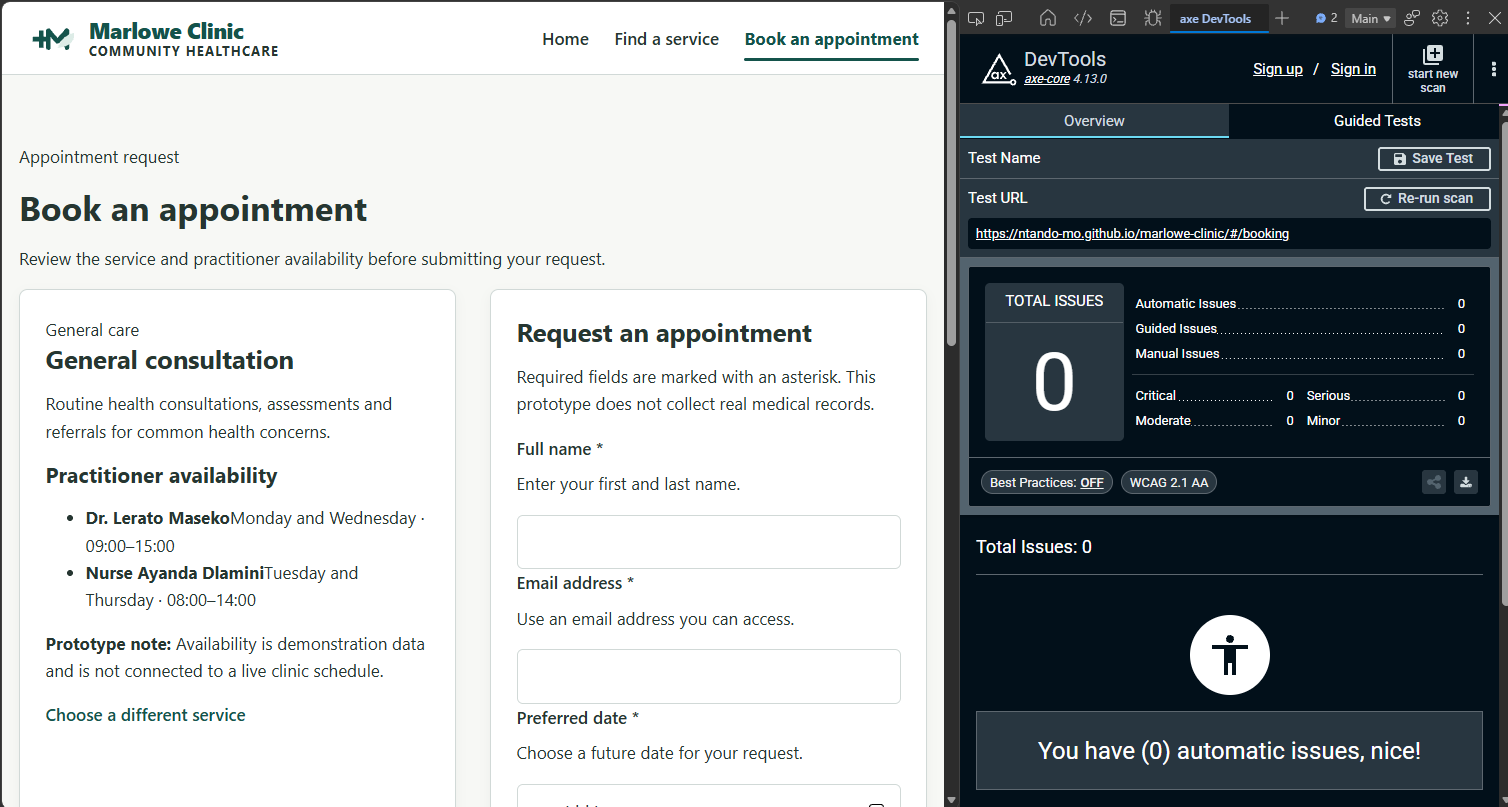 Marlowe Clinic
COMMUNITY HEALTHCARE
Home
Find a service
Book an appointment
Appointment request
Book an appointment
Review the service and practitioner availability before submitting your request.
General care
General consultation
Routine health consultations, assessments and
referrals for common health concerns.
Practitioner availability
Dr. Lerato MasekoMonday and Wednesday ·
09:00–15:00
Nurse Ayanda DlaminiTuesday and
Thursday · 08:00–14:00
Prototype note: Availability is demonstration data
and is not connected to a live clinic schedule.
Choose a different service
Request an appointment
Required fields are marked with an asterisk. This
prototype does not collect real medical records.
Full name *
Enter your first and last name.
Email address *
Use an email address you can access.
Preferred date *
Choose a future date for your request.
axe DevTools
2
Main
ax
DevTools
axe-core 4.13.0
Sign up / Sign in
start new
scan
Overview
Guided Tests
Test Name
Save Test
Test URL
Re-run scan
https://ntando-mo.github.io/marlowe-clinic/#/booking
TOTAL ISSUES
0
Automatic Issues 0
Guided Issues 0
Manual Issues 0
Critical 0 Serious 0
Moderate 0 Minor 0
Best Practices: OFF
WCAG 2.1 AA
Total Issues: 0
You have (0) automatic issues, nice!